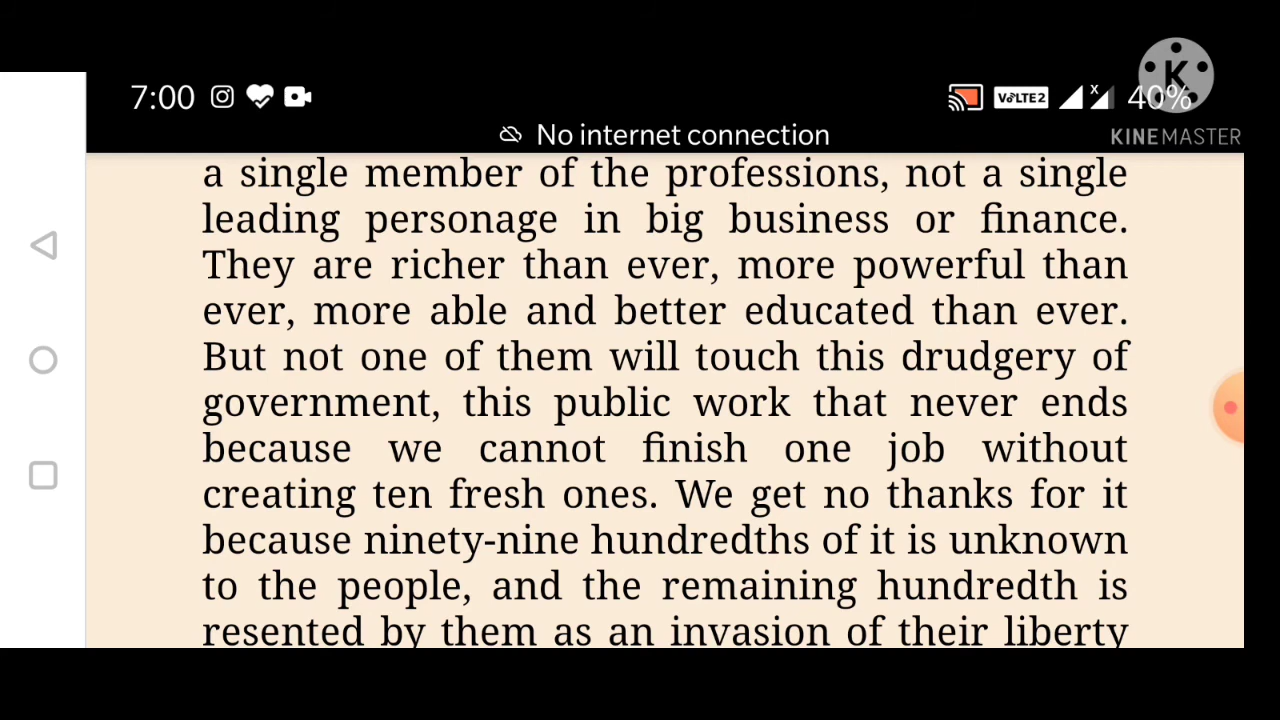 7:00
VoLTE2
x
40%
K
KINEMASTER
No internet connection
a single member of the professions, not a single
leading personage in big business or finance.
They are richer than ever, more powerful than
ever, more able and better educated than ever.
But not one of them will touch this drudgery of
government, this public work that never ends
because we cannot finish one job without
creating ten fresh ones. We get no thanks for it
because ninety-nine hundredths of it is unknown
to the people, and the remaining hundredth is
resented by them as an invasion of their liberty